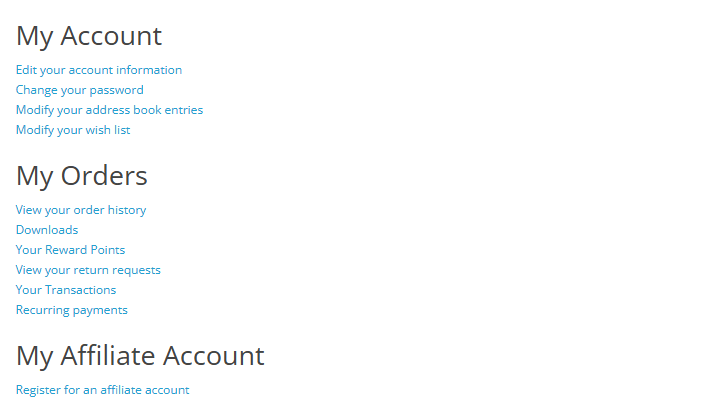 My Account
Edit your account information
Change your password
Modify your address book entries
Modify your wish list
My Orders
View your order history
Downloads
Your Reward Points
View your return requests
Your Transactions
Recurring payments
My Affiliate Account
Register for an affiliate account